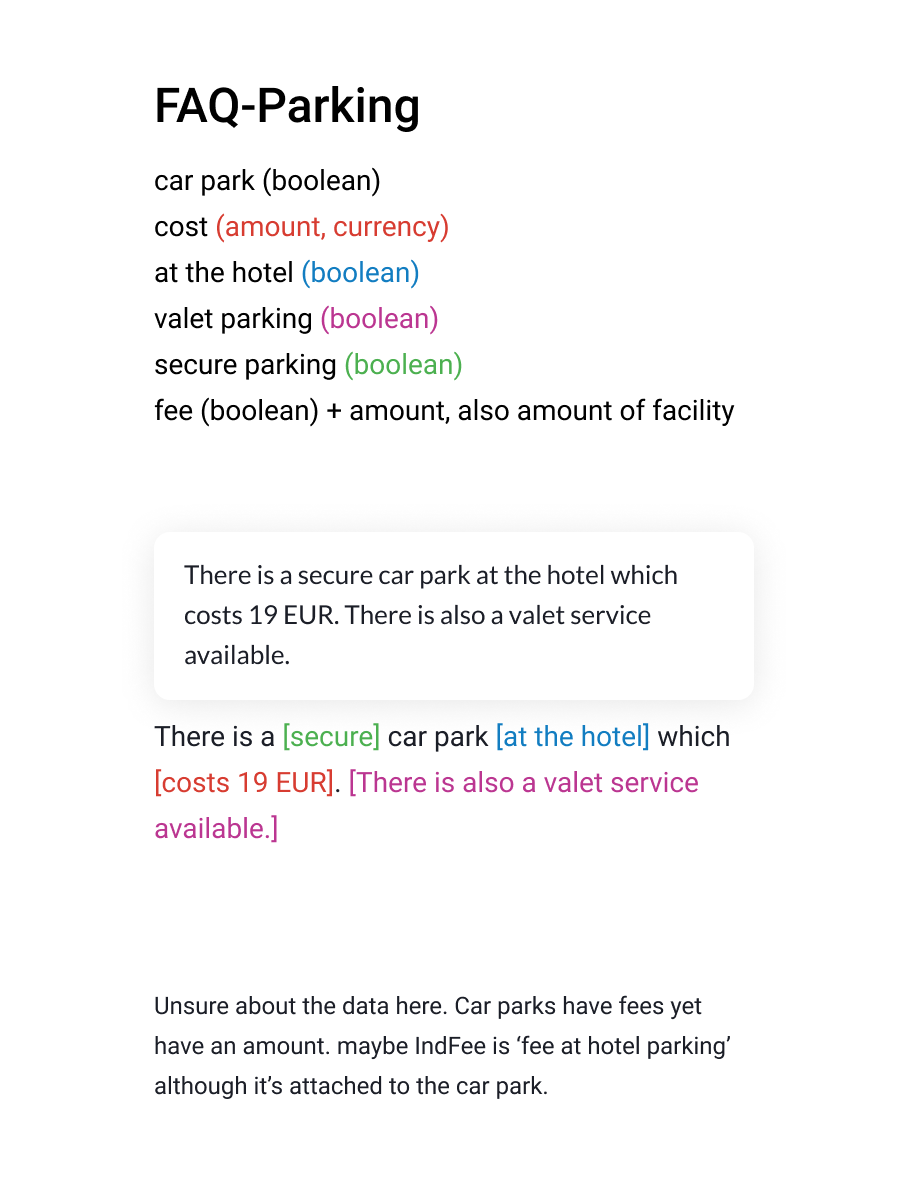 FAQ-Parking
car park (boolean)
cost (amount, currency)
at the hotel (boolean)
valet parking (boolean)
secure parking (boolean)
fee (boolean) + amount, also amount of facility
There is a secure car park at the hotel which
costs 19 EUR. There is also a valet service
available.
There is a [secure] car park [at the hotel] which
[costs 19 EUR]. [There is also a valet service
available.]
Unsure about the data here. Car parks have fees yet
have an amount. maybe IndFee is ‘fee at hotel parking’
although it’s attached to the car park.